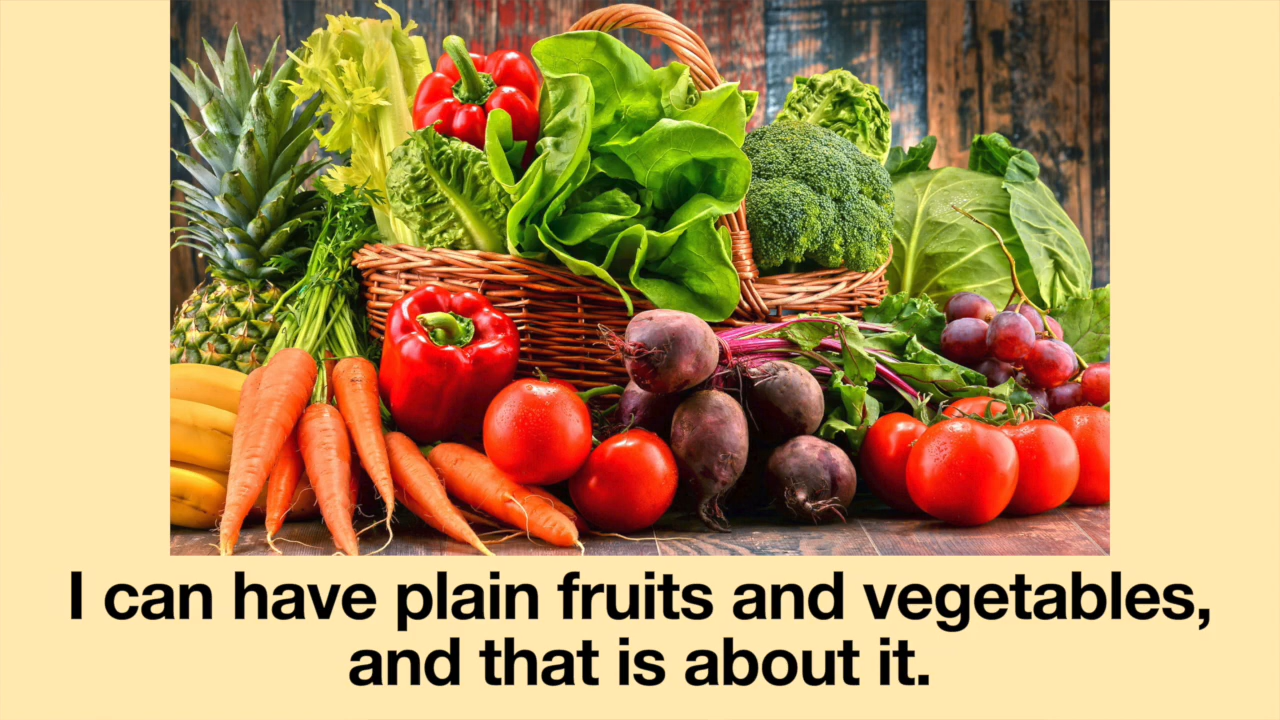 I can have plain fruits and vegetables,
and that is about it.